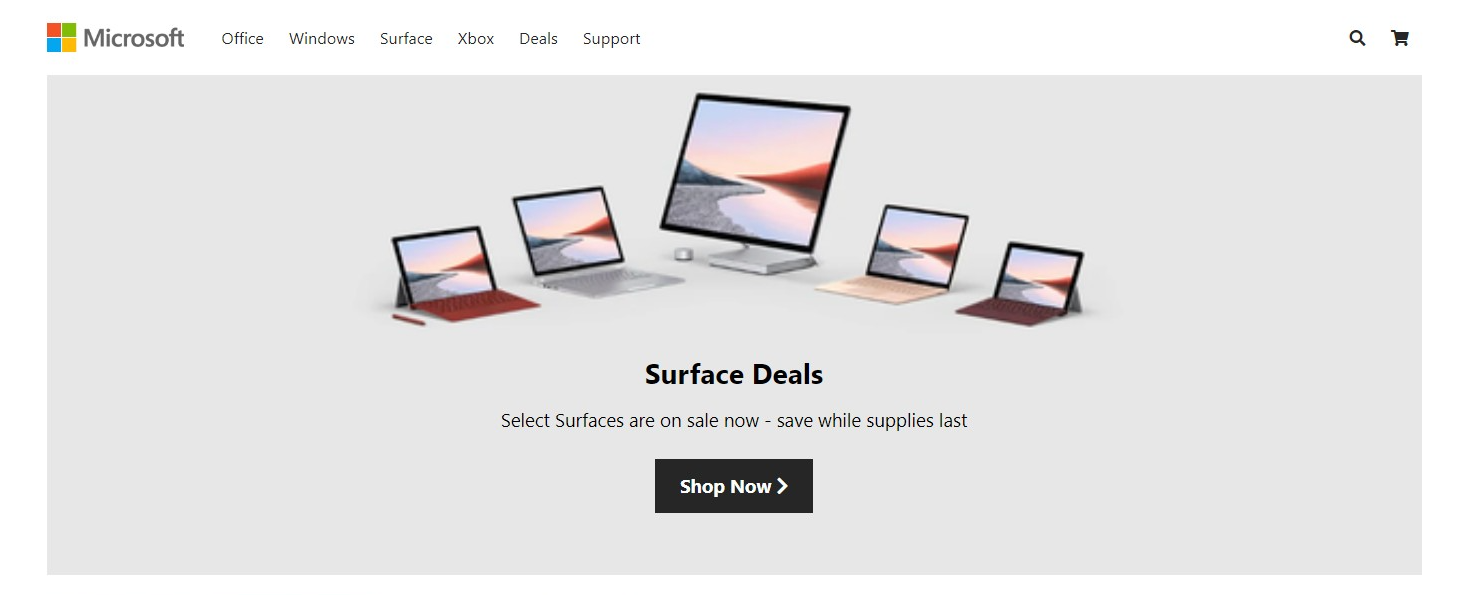 Microsoft Office Windows Surface Xbox Deals Support
Surface Deals
Select Surfaces are on sale now - save while supplies last
Shop Now